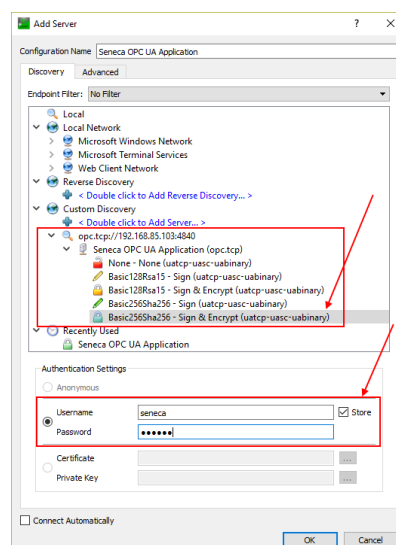 Add Server ? ×
Configuration Name Seneca OPC UA Application
Discovery Advanced
Endpoint Filter: No Filter
Local
Local Network
Microsoft Windows Network
Microsoft Terminal Services
Web Client Network
Reverse Discovery
< Double click to Add Reverse Discovery... >
Custom Discovery
< Double click to Add Server... >
opc.tcp://192.168.85.103:4840
Seneca OPC UA Application (opc.tcp)
None - None (uatcp-uasc-uabinary)
Basic128Rsa15 - Sign (uatcp-uasc-uabinary)
Basic128Rsa15 - Sign & Encrypt (uatcp-uasc-uabinary)
Basic256Sha256 - Sign (uatcp-uasc-uabinary)
Basic256Sha256 - Sign & Encrypt (uatcp-uasc-uabinary)
Recently Used
Seneca OPC UA Application
Authentication Settings
Anonymous
Username seneca Store
Password ●●●●●●
Certificate ...
Private Key ...
Connect Automatically
OK Cancel